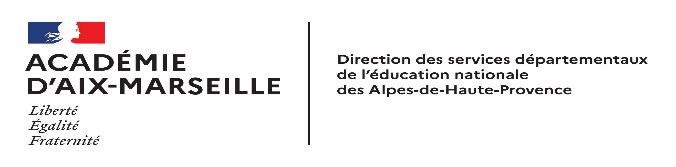 ACADÉMIE
D'AIX-MARSEILLE
Liberté
Égalité
Fraternité
Direction des services départementaux
de l'éducation nationale
des Alpes-de-Haute-Provence